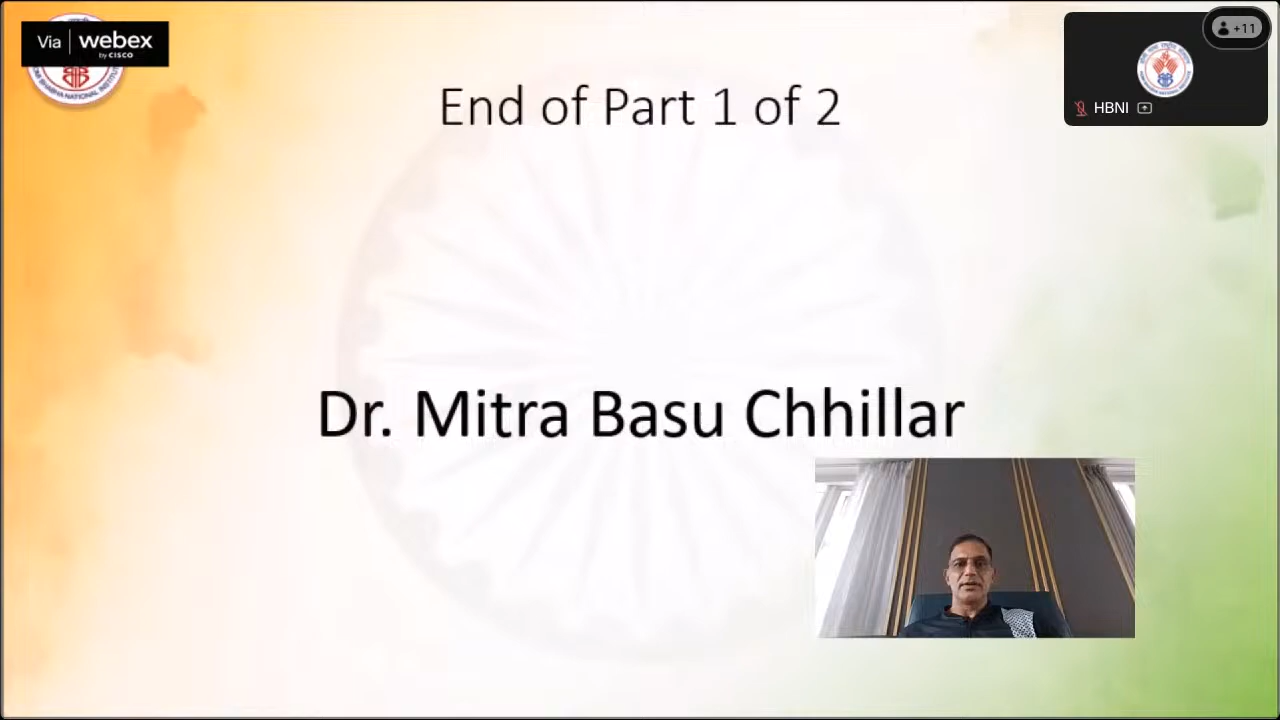 Via webex
by CISCO
+11
HBNI
End of Part 1 of 2
Dr. Mitra Basu Chhillar